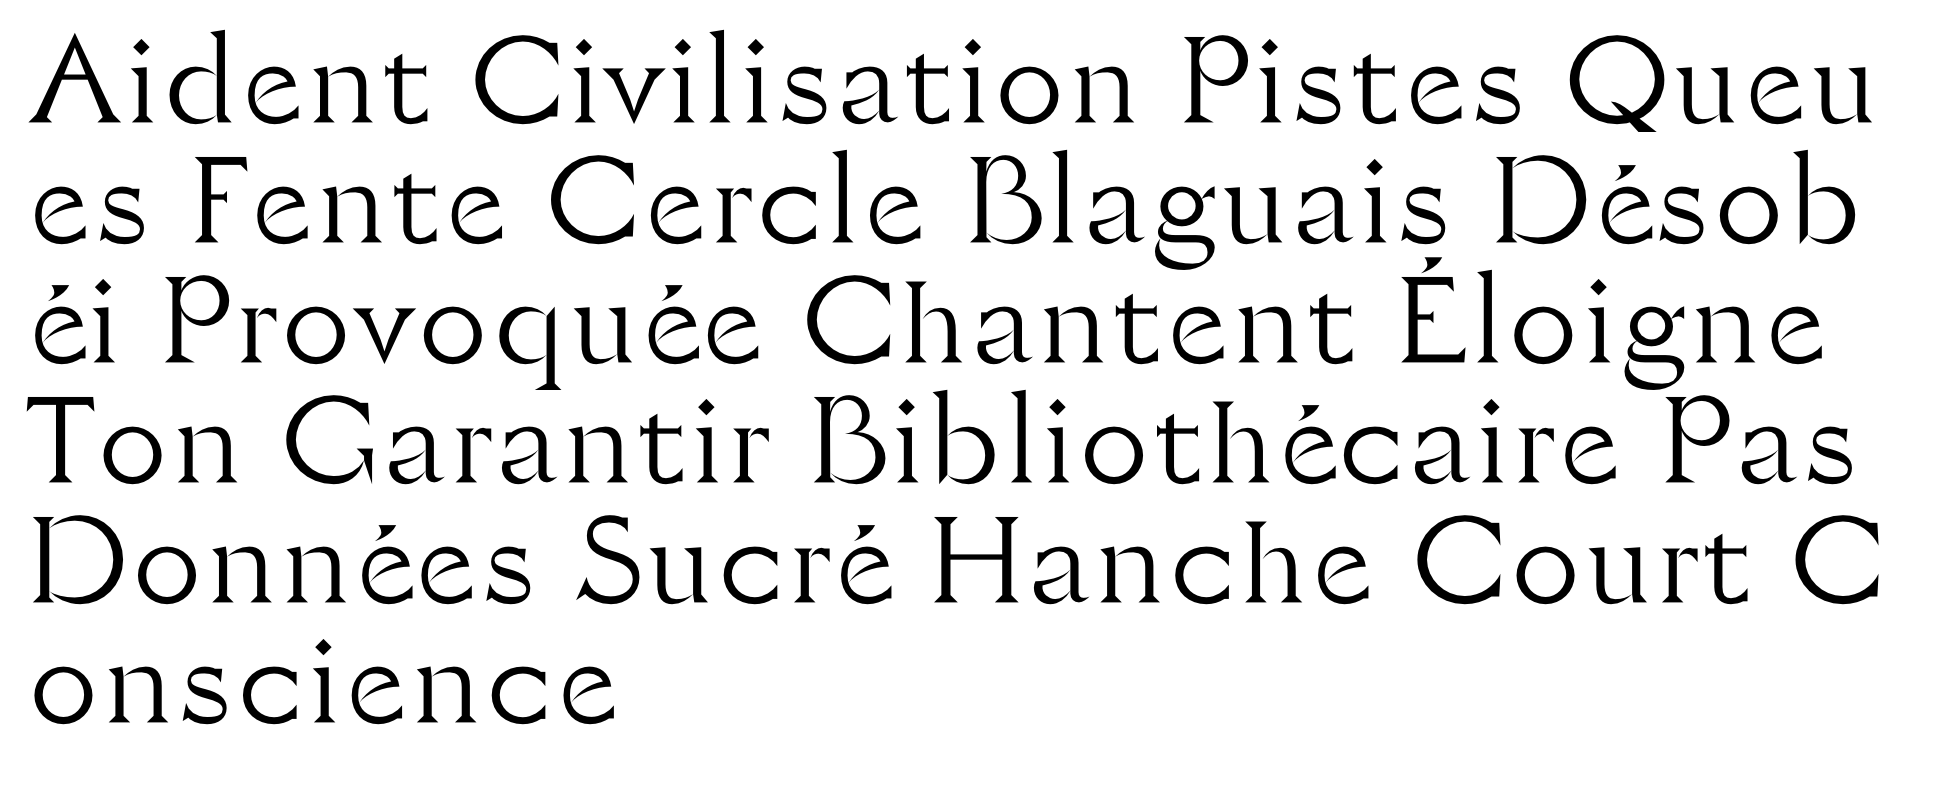 Aident Civilisation Pistes Queu
es Fente Cercle Blaguais Désob
éi Provoquée Chantent Éloigne
Ton Garantir Bibliothécaire Pas
Données Sucré Hanche Court C
onscience